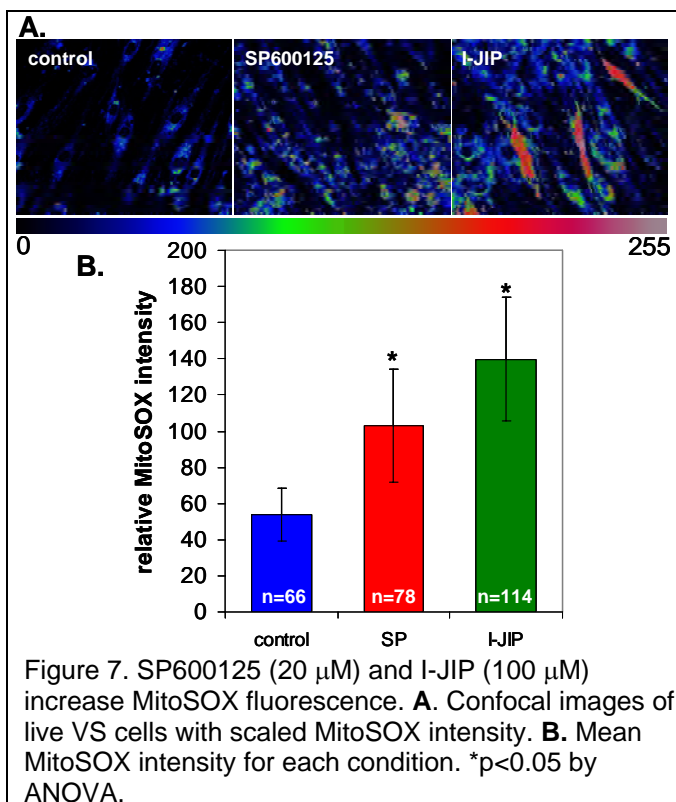 A.
control
SP600125
I-JIP
0
255
B.
200
180
160
140
120
100
80
60
40
20
0
relative MitoSOX intensity
*
*
n=66
n=78
n=114
control
SP
I-JIP
Figure 7. SP600125 (20 μM) and I-JIP (100 μM)
increase MitoSOX fluorescence. A. Confocal images of
live VS cells with scaled MitoSOX intensity. B. Mean
MitoSOX intensity for each condition. *p<0.05 by
ANOVA.